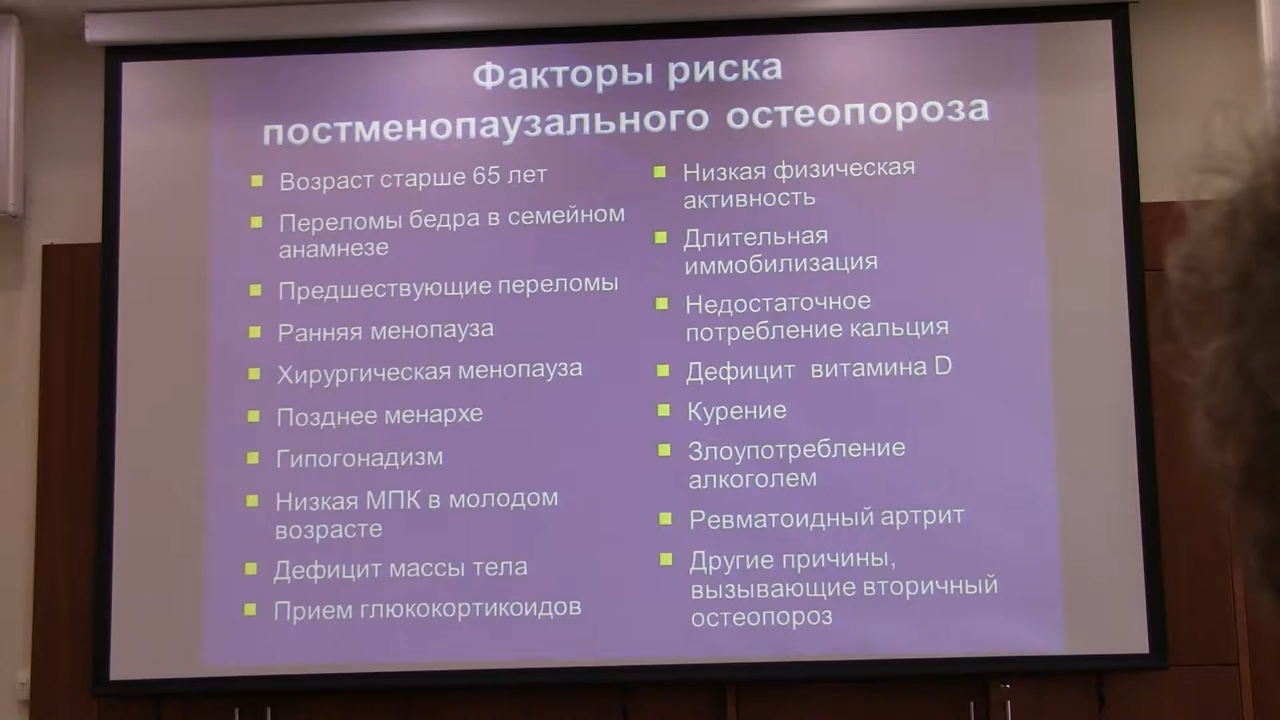 Факторы риска
постменопаузального остеопороза
Возраст старше 65 лет
Переломы бедра в семейном
анамнезе
Предшествующие переломы
Ранняя менопауза
Хирургическая менопауза
Позднее менархе
Гипогонадизм
Низкая МПК в молодом
возрасте
Дефицит массы тела
Прием глюкокортикоидов
Низкая физическая
активность
Длительная
иммобилизация
Недостаточное
потребление кальция
Дефицит витамина D
Курение
Злоупотребление
алкоголем
Ревматоидный артрит
Другие причины,
вызывающие вторичный
остеопороз